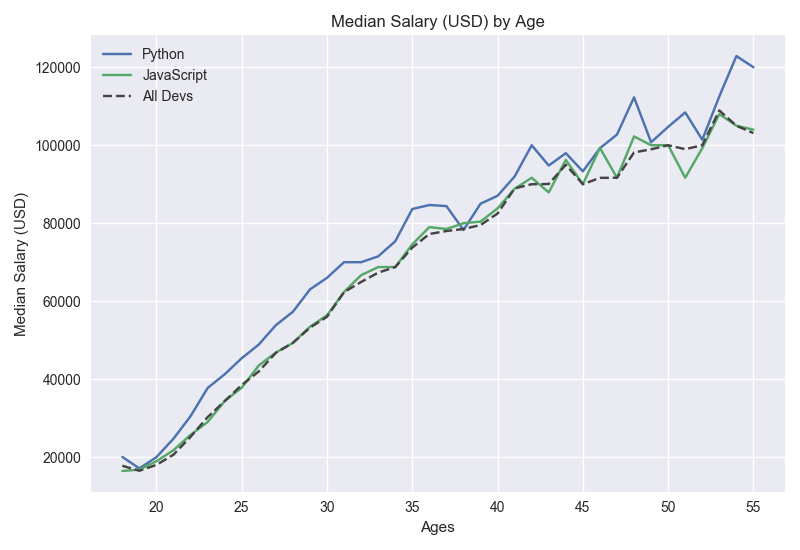 Median Salary (USD) by Age
Python
JavaScript
All Devs
120000
100000
80000
60000
40000
20000
Median Salary (USD)
20 25 30 35 40 45 50 55
Ages